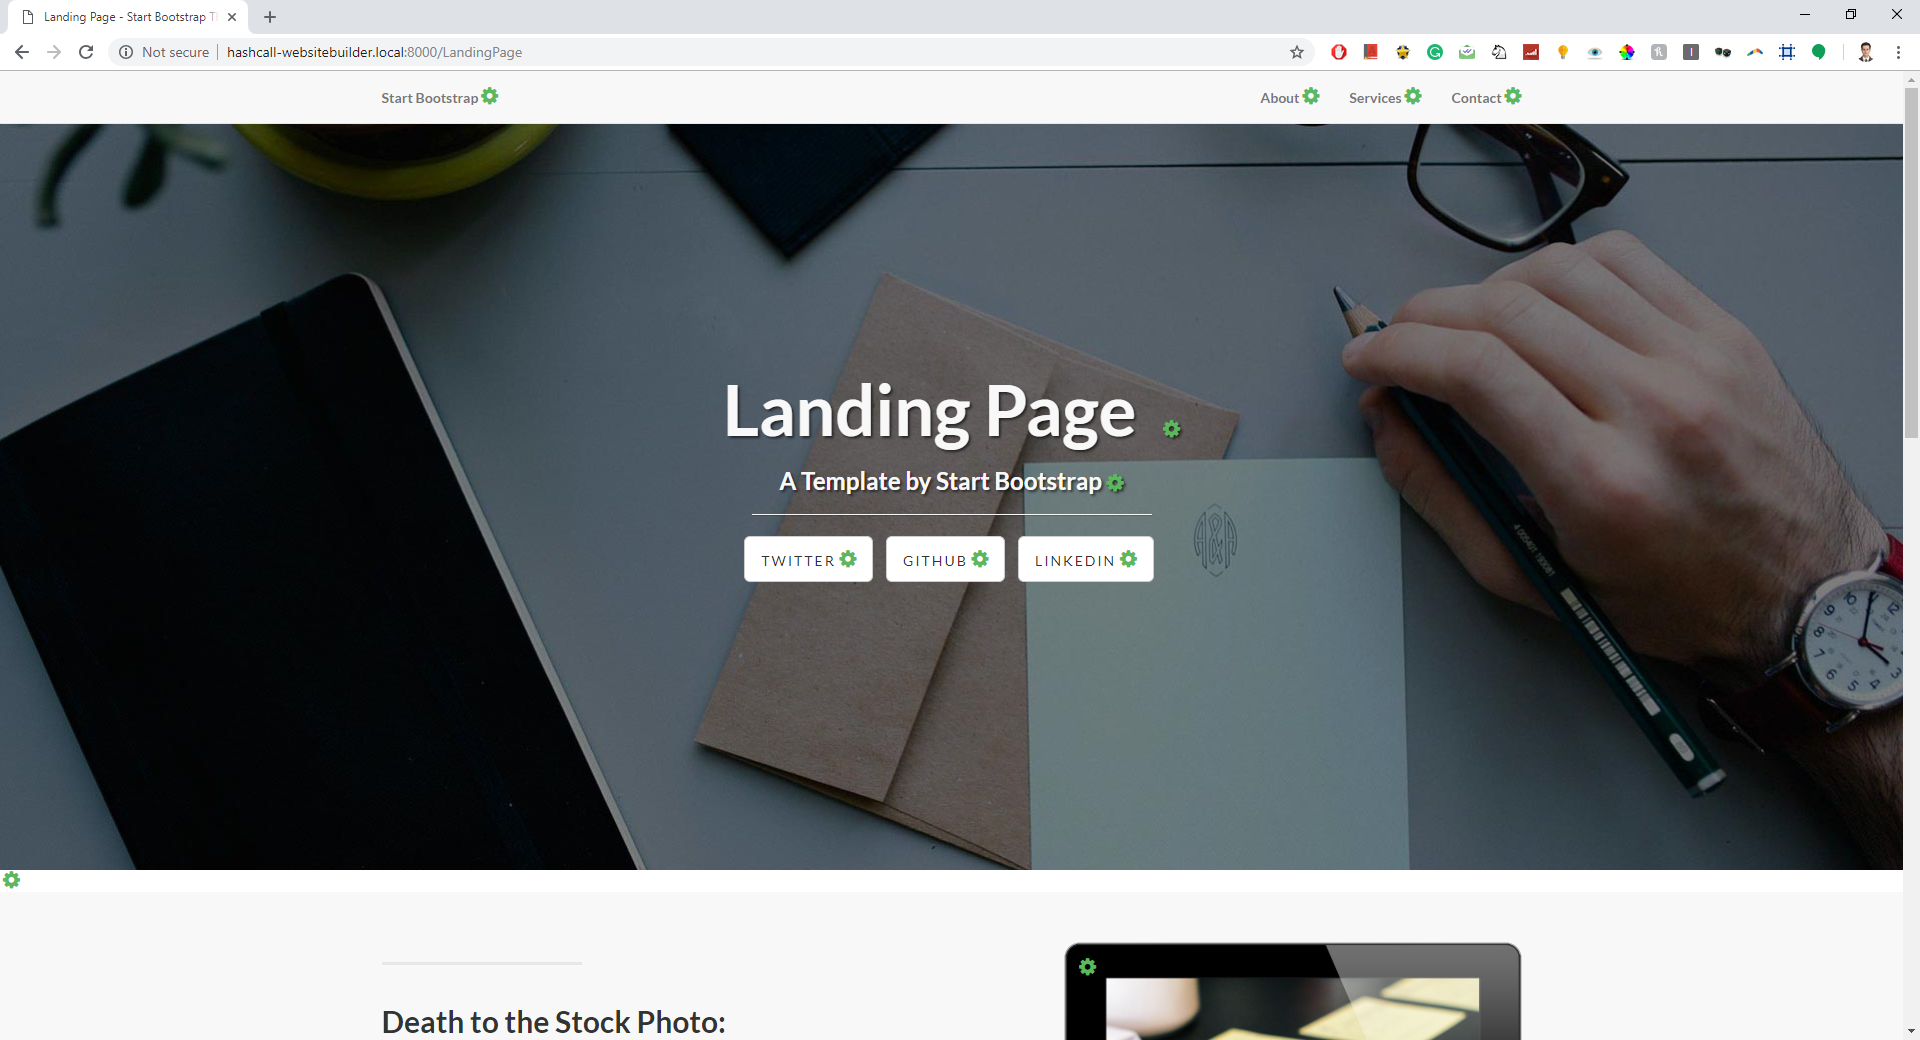 Landing Page - Start Bootstrap T
Not secure | hashcall-websitebuilder.local:8000/LandingPage
Start Bootstrap
About Services Contact
Landing Page
A Template by Start Bootstrap
TWITTER GITHUB LINKEDIN
A&A
Death to the Stock Photo: